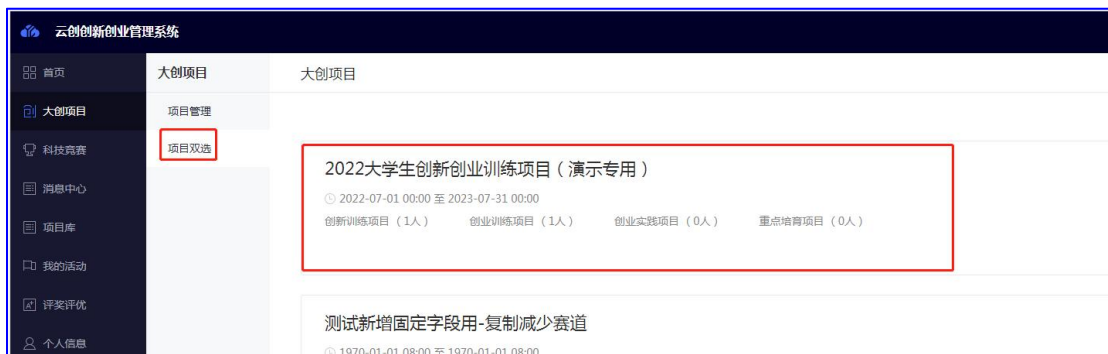 云创创新创业管理系统
首页
大创项目
科技竞赛
消息中心
项目库
我的活动
评奖评优
个人信息
大创项目
项目管理
项目双选
大创项目
2022大学生创新创业训练项目（演示专用）
2022-07-01 00:00 至 2023-07-31 00:00
创新训练项目（1人） 创业训练项目（1人） 创业实践项目（0人） 重点培育项目（0人）
测试新增固定字段用-复制减少赛道
1970-01-01 08:00 至 1970-01-01 08:00